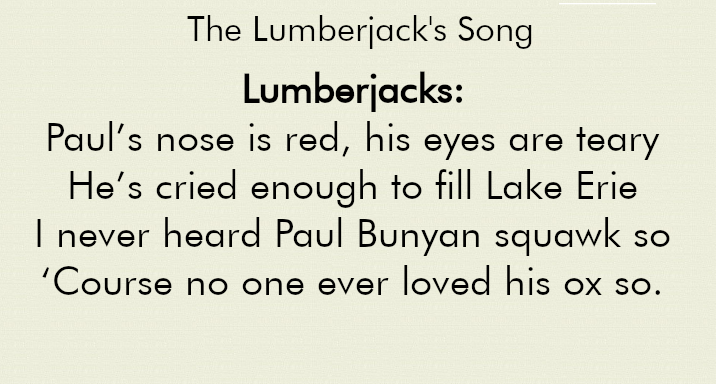 The Lumberjack's Song
Lumberjacks:
Paul’s nose is red, his eyes are teary
He’s cried enough to fill Lake Erie
I never heard Paul Bunyan squawk so
‘Course no one ever loved his ox so.